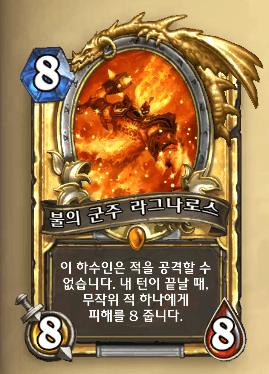 8
불의 군주 라그나로스
이 하수인은 적을 공격할 수
없습니다. 내 턴이 끝날 때,
무작위 적 하나에게
피해를 8 줍니다.
8 8